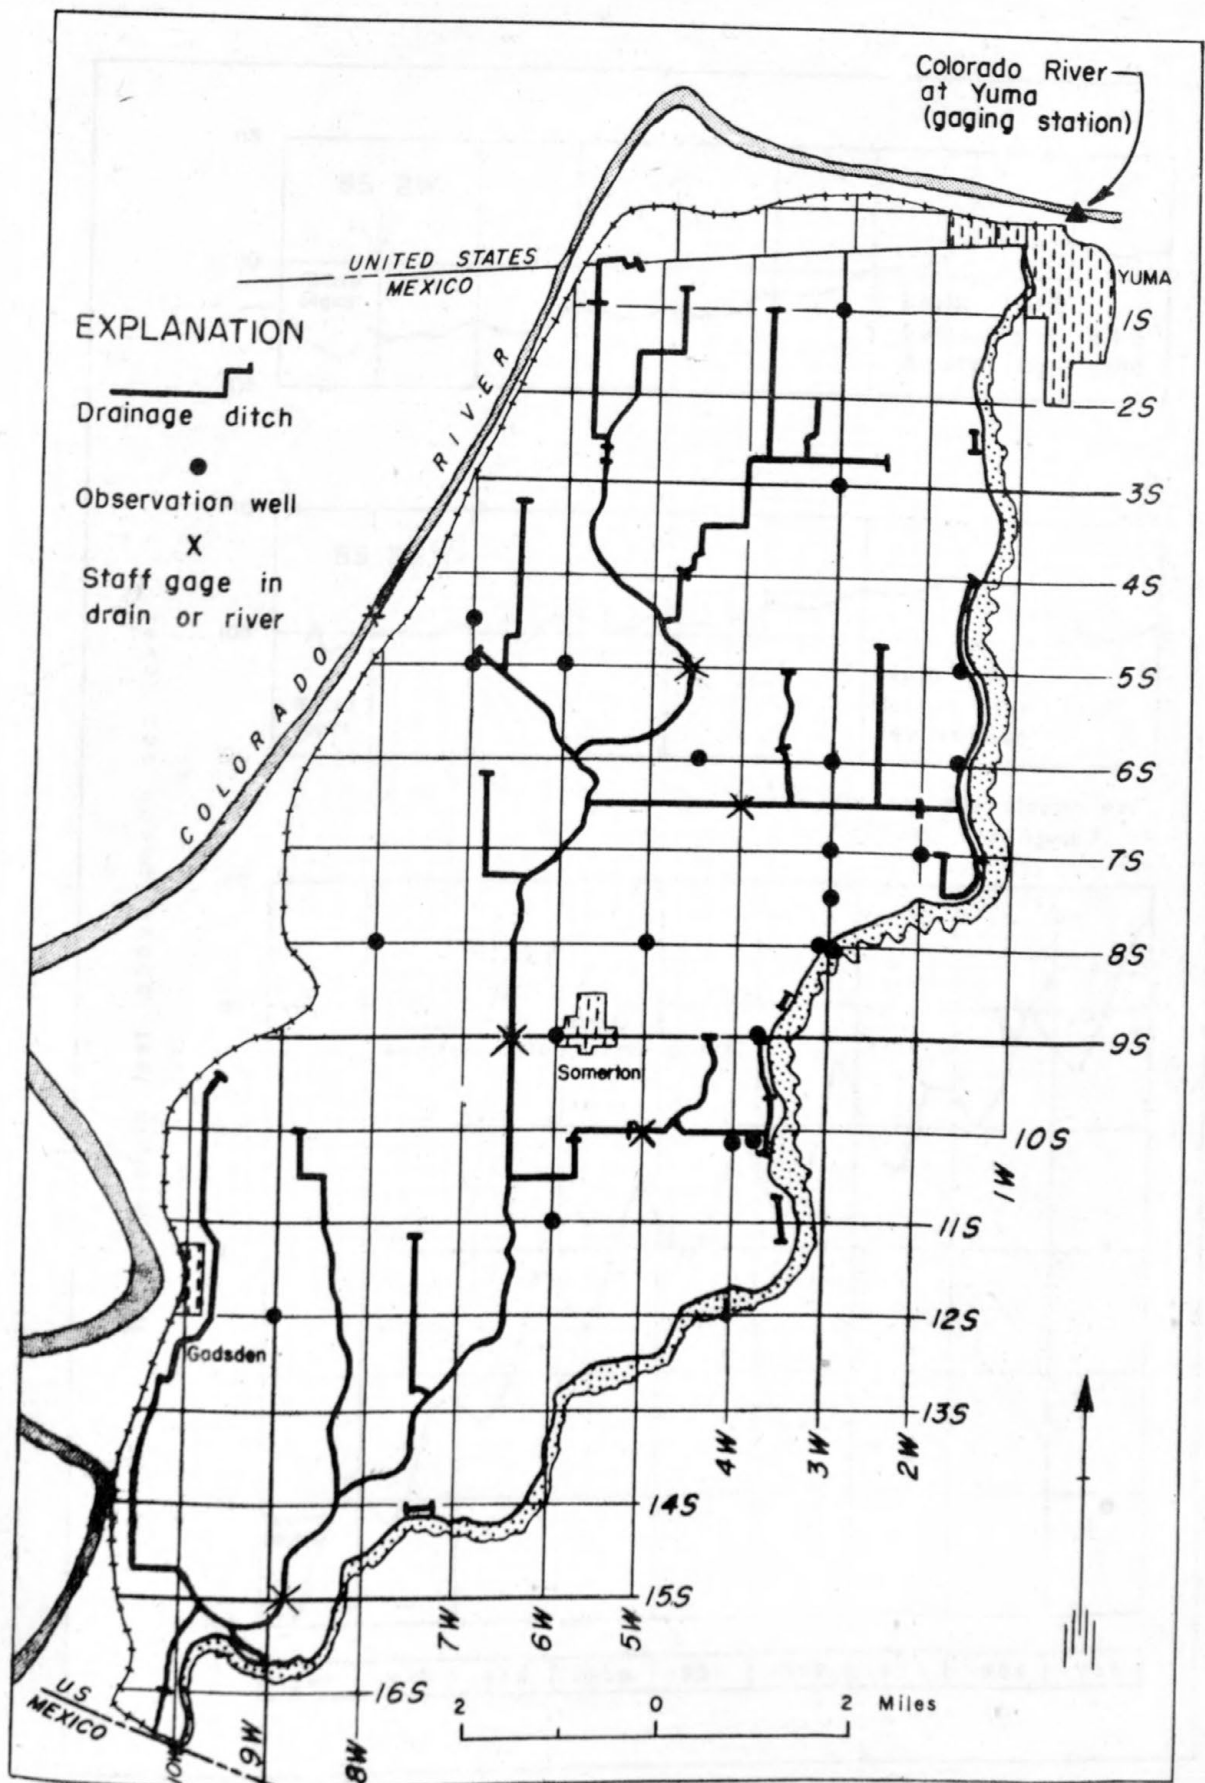 Colorado River
at Yuma
(gaging station)
UNITED STATES
MEXICO
YUMA
EXPLANATION
Drainage ditch
Observation well
X
Staff gage in
drain or river
COLORADO RIVER
1S
2S
3S
4S
5S
6S
7S
8S
9S
Somerton
10S
1W
11S
12S
Gadsden
13S
4W
3W
2W
14S
15S
7W
6W
5W
16S
US
MEXICO
2 0 2 Miles
10W
9W
8W